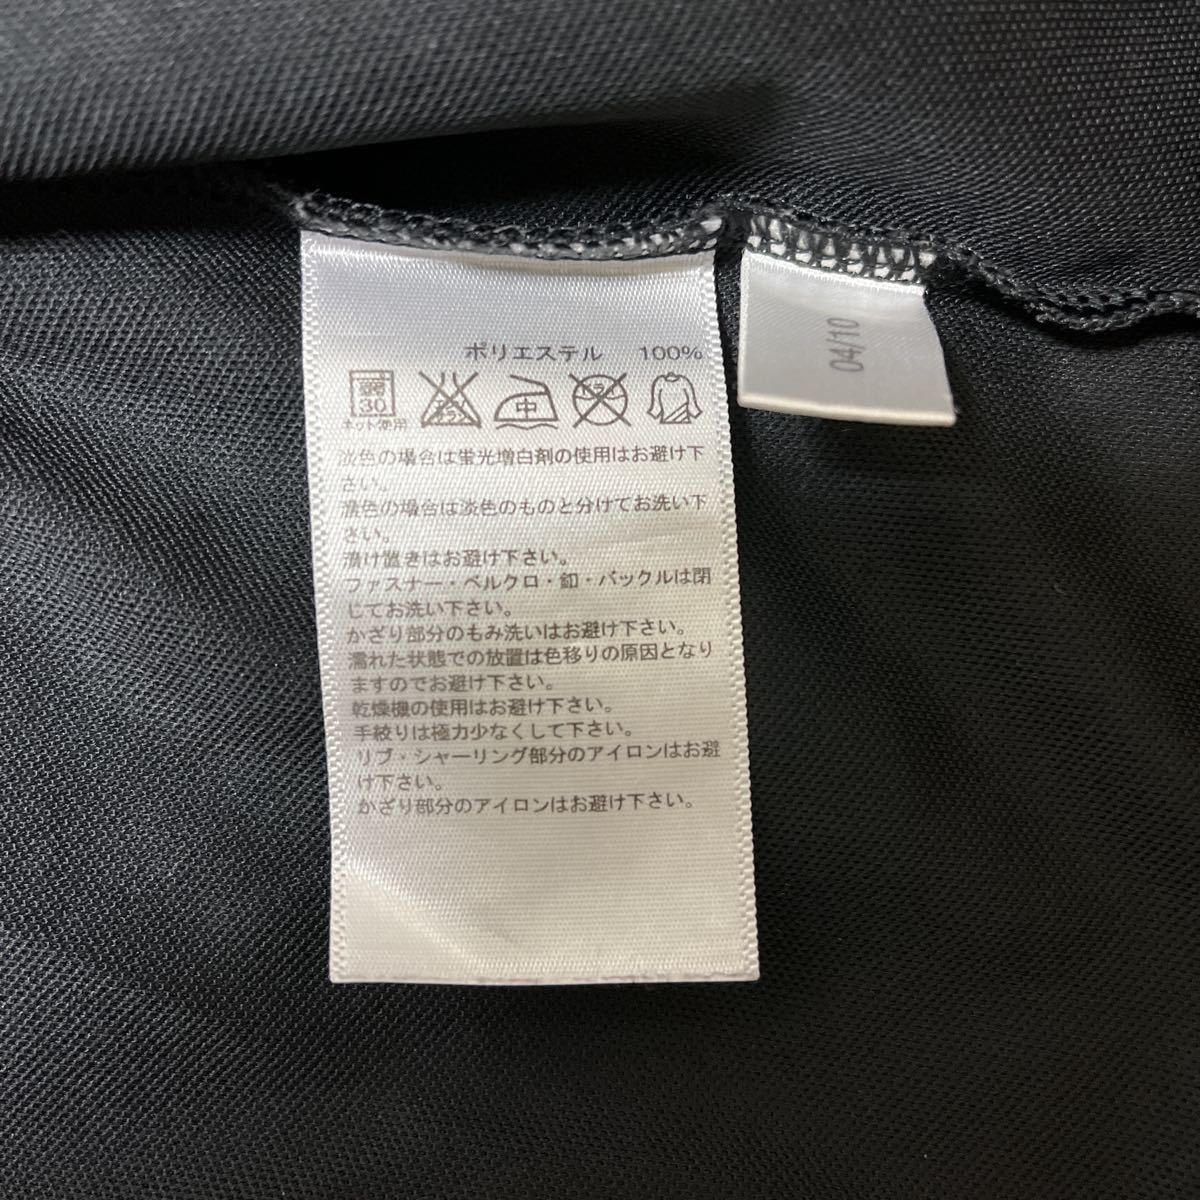 ポリエステル 100%
弱
30
ネット使用
中
淡色の場合は蛍光増白剤の使用はお避け下
さい。
濃色の場合は淡色のものと分けてお洗い下
さい。
漬け置きはお避け下さい。
ファスナー・ベルクロ・釦・バックルは閉
じてお洗い下さい。
かざり部分のもみ洗いはお避け下さい。
濡れた状態での放置は色移りの原因となり
ますのでお避け下さい。
乾燥機の使用はお避け下さい。
手絞りは極力少なくして下さい。
リブ・シャーリング部分のアイロンはお避
け下さい。
かざり部分のアイロンはお避け下さい。
04/10